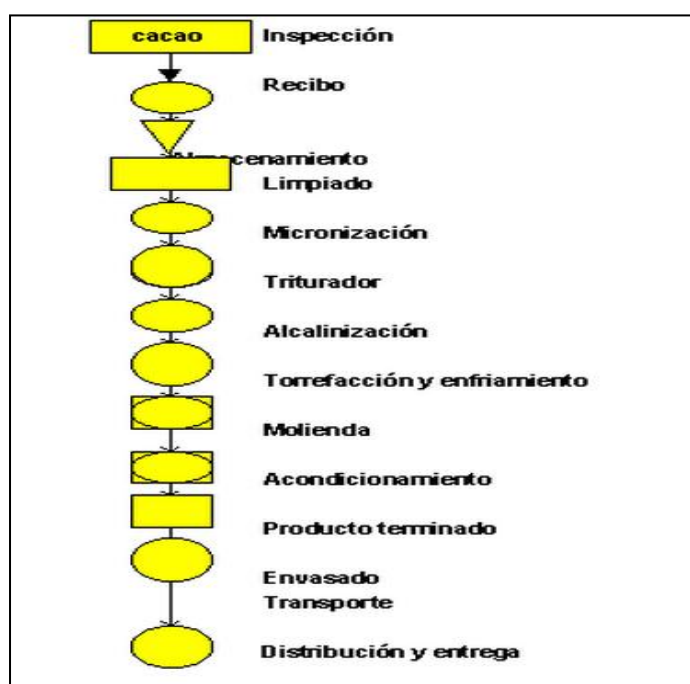 cacao Inspección
Recibo
Almacenamiento
Limpiado
Micronización
Triturador
Alcalinización
Torrefacción y enfriamiento
Molienda
Acondicionamiento
Producto terminado
Envasado
Transporte
Distribución y entrega